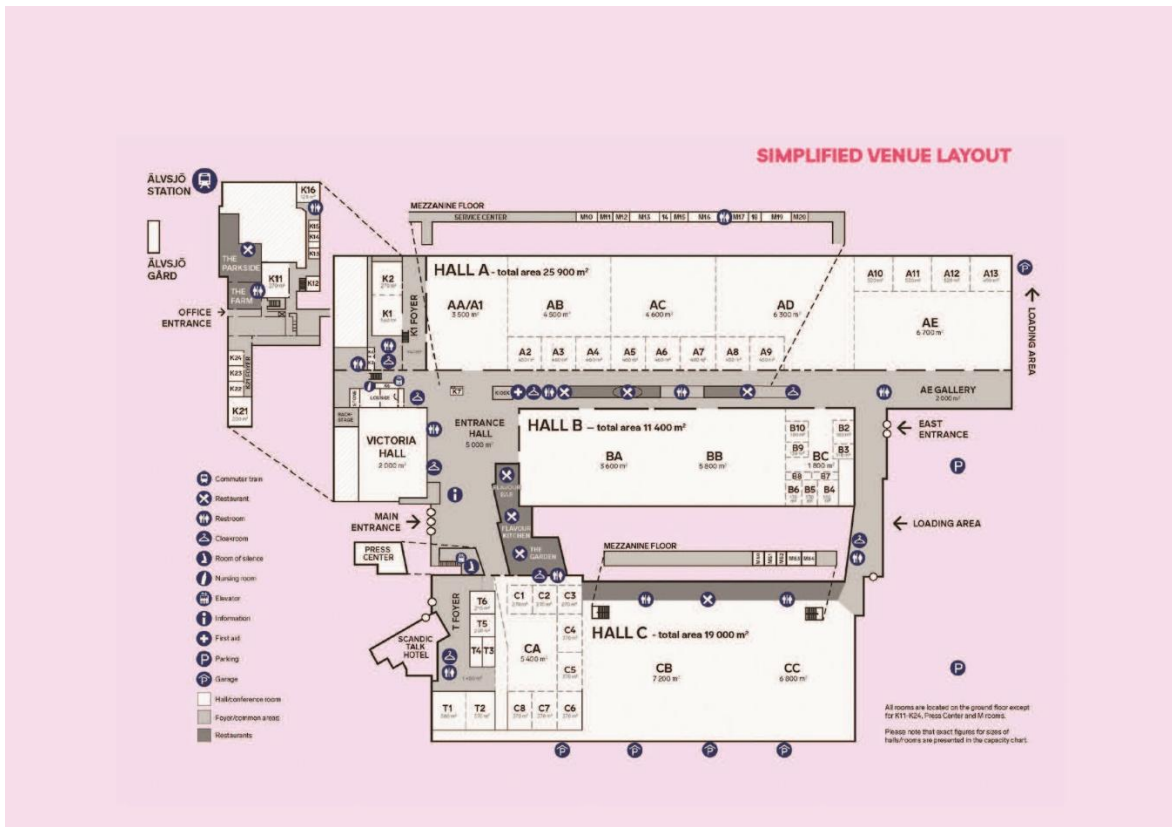 SIMPLIFIED VENUE LAYOUT
ÄLVSJÖ
STATION
ÄLVSJÖ
GÅRD
K16
K15
K14
K13
THE
PARKSIDE
K11
K12
THE
FARM
OFFICE
ENTRANCE
K24
K23
K22
K21
MEZZANINE FLOOR
SERVICE CENTER
M10 M11 M12 M13 14 M15 M16 M17 18 M19 M20
K2
K1
K1 FOYER
HALL A - total area 25 900 m²
AA/A1
3 500 m²
AB
4 500 m²
AC
4 600 m²
AD
6 300 m²
AE
6 700 m²
A10 A11 A12 A13
A2 A3 A4 A5 A6 A7 A8 A9
LOADING AREA
AE GALLERY
2 000 m²
K7
KIOSK
LOUNGE
BACK-
STAGE
VICTORIA
HALL
2 000 m²
ENTRANCE
HALL
5 000 m²
HALL B – total area 11 400 m²
BA
3 600 m²
BB
5 800 m²
BC
1 800 m²
B10
B9
B2
B3
B8 B7
B6 B5 B4
EAST
ENTRANCE
LOADING AREA
MAIN
ENTRANCE
PRESS
CENTER
FLAVOUR
KITCHEN
THE
GARDEN
MEZZANINE FLOOR
SCANDIC
TALK
HOTEL
T FOYER
T6
T5
T4 T3
T1
T2
C1 C2 C3
C4
C5
C8 C7 C6
CA
5 400 m²
HALL C - total area 19 000 m²
CB
7 200 m²
CC
6 800 m²
Commuter train
Restaurant
Restroom
Cloakroom
Room of silence
Nursing room
Elevator
Information
First aid
Parking
Garage
Hall/conference room
Foyer/common areas
Restaurants
All rooms are located on the ground floor except
for K11-K24, Press Center and M rooms.
Please note that exact figures for sizes of
halls/rooms are presented in the capacity chart.